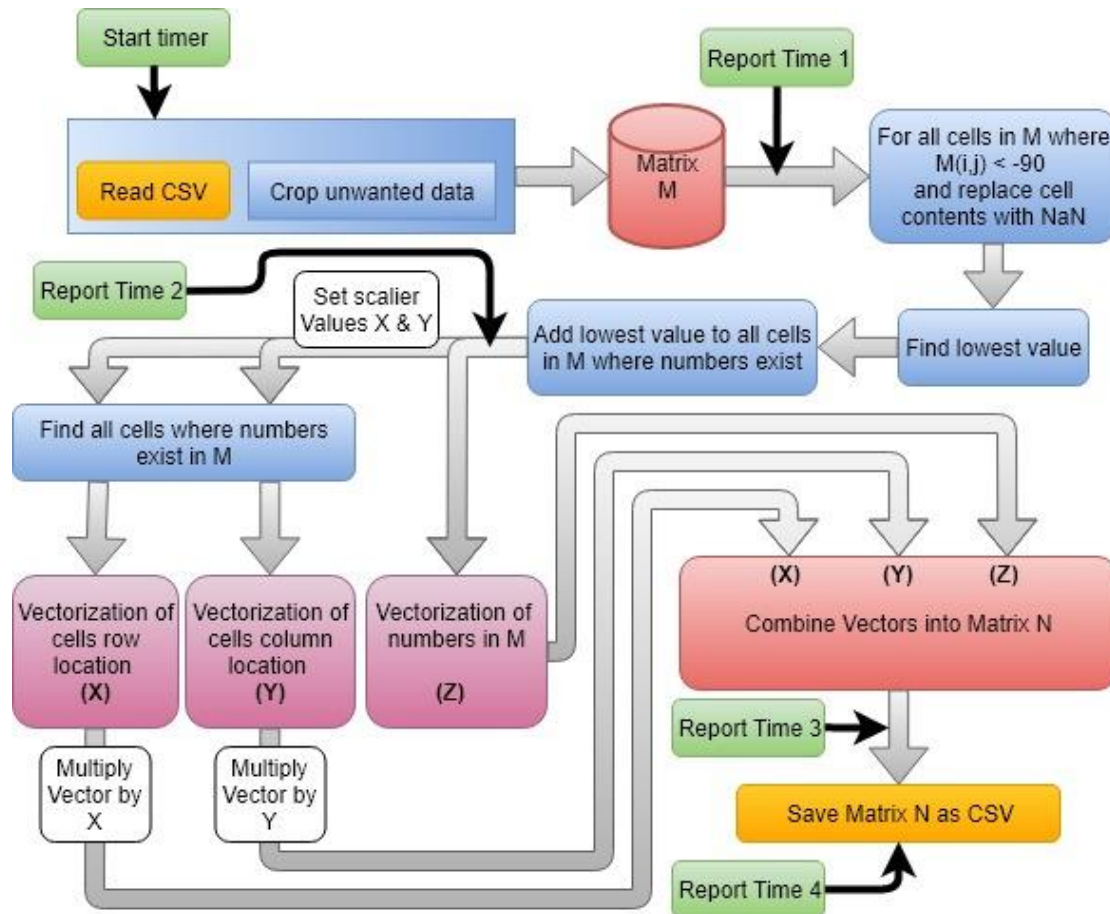 Start timer
Report Time 1
Read CSV
Crop unwanted data
Matrix
M
For all cells in M where
M(i,j) < -90
and replace cell
contents with NaN
Report Time 2
Set scalier
Values X & Y
Add lowest value to all cells
in M where numbers exist
Find lowest value
Find all cells where numbers
exist in M
Vectorization of
cells row
location
(X)
Vectorization of
cells column
location
(Y)
Vectorization of
numbers in M
(Z)
(X)
(Y)
(Z)
Combine Vectors into Matrix N
Report Time 3
Multiply
Vector by
X
Multiply
Vector by
Y
Save Matrix N as CSV
Report Time 4